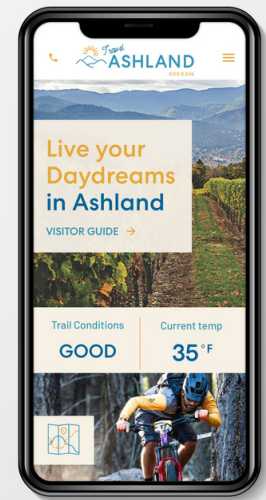 Travel
ASHLAND
OREGON
Live your
Daydreams
in Ashland
VISITOR GUIDE →
Trail Conditions
GOOD
Current temp
35°F